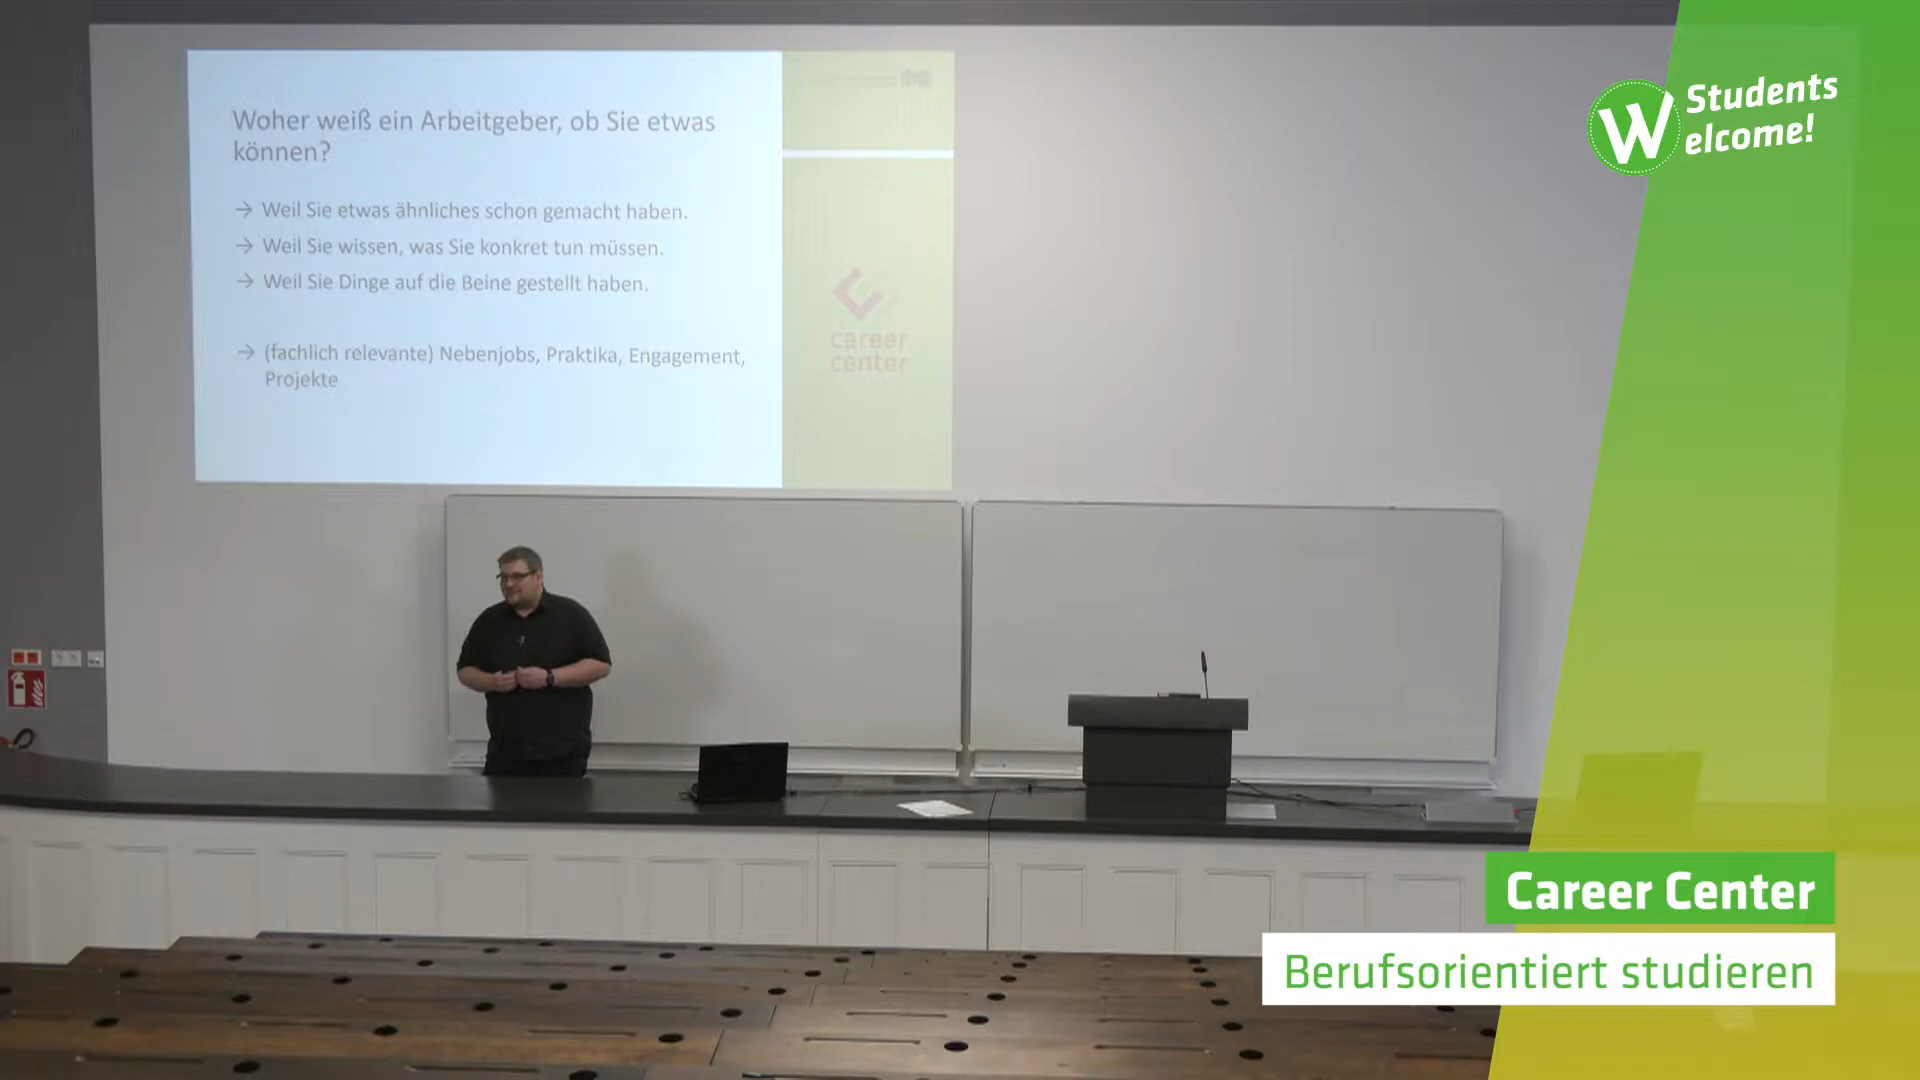 Woher weiß ein Arbeitgeber, ob Sie etwas
können?
→ Weil Sie etwas ähnliches schon gemacht haben.
→ Weil Sie wissen, was Sie konkret tun müssen.
→ Weil Sie Dinge auf die Beine gestellt haben.
→ (fachlich relevante) Nebenjobs, Praktika, Engagement,
Projekte
career
center
Students
Welcome!
Career Center
Berufsorientiert studieren